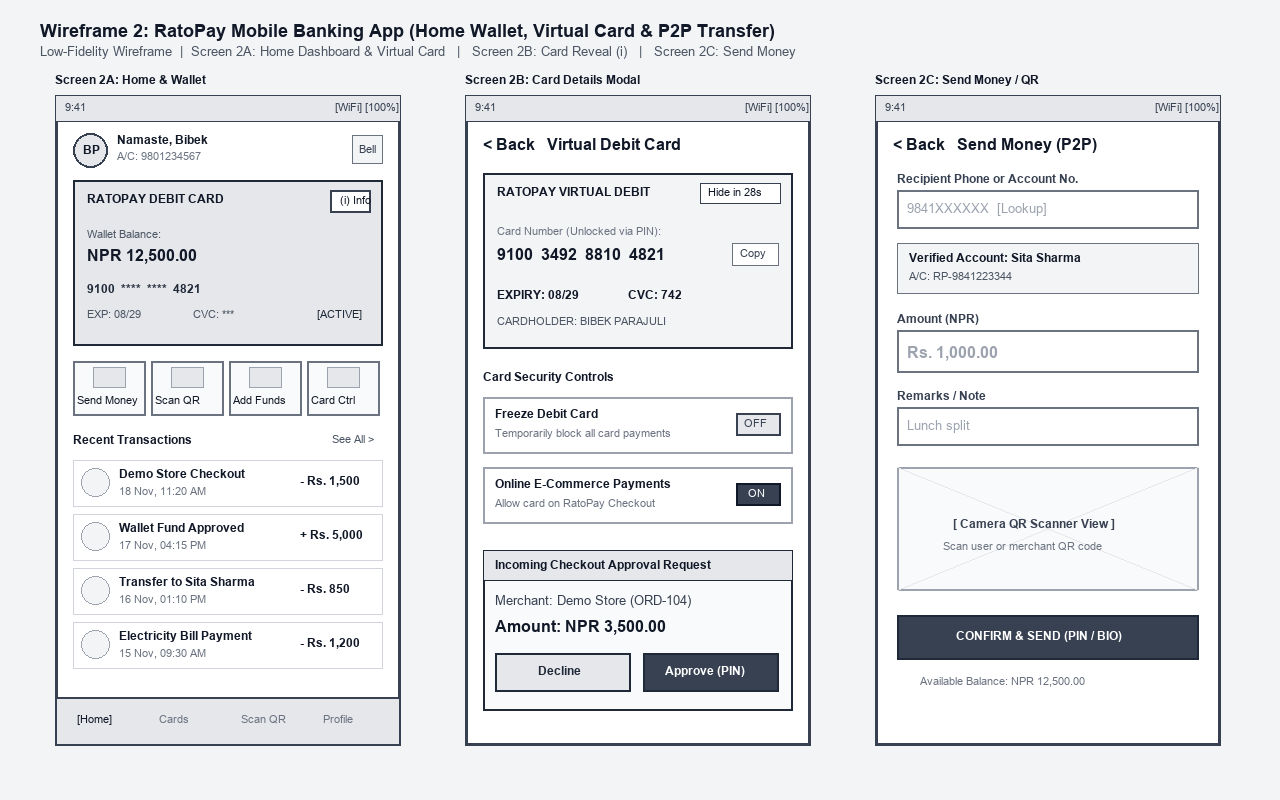 Wireframe 2: RatoPay Mobile Banking App (Home Wallet, Virtual Card & P2P Transfer)
Low-Fidelity Wireframe | Screen 2A: Home Dashboard & Virtual Card | Screen 2B: Card Reveal (i) | Screen 2C: Send Money
Screen 2A: Home & Wallet
9:41 [WiFi] [100%]
BP
Namaste, Bibek
A/C: 9801234567
Bell
RATOPAY DEBIT CARD
(i) Info
Wallet Balance:
NPR 12,500.00
9100 **** **** 4821
EXP: 08/29 CVC: *** [ACTIVE]
Send Money Scan QR Add Funds Card Ctrl
Recent Transactions See All >
Demo Store Checkout
18 Nov, 11:20 AM
- Rs. 1,500
Wallet Fund Approved
17 Nov, 04:15 PM
+ Rs. 5,000
Transfer to Sita Sharma
16 Nov, 01:10 PM
- Rs. 850
Electricity Bill Payment
15 Nov, 09:30 AM
- Rs. 1,200
[Home] Cards Scan QR Profile
Screen 2B: Card Details Modal
9:41 [WiFi] [100%]
< Back Virtual Debit Card
RATOPAY VIRTUAL DEBIT Hide in 28s
Card Number (Unlocked via PIN):
9100 3492 8810 4821 Copy
EXPIRY: 08/29 CVC: 742
CARDHOLDER: BIBEK PARAJULI
Card Security Controls
Freeze Debit Card
Temporarily block all card payments
OFF
Online E-Commerce Payments
Allow card on RatoPay Checkout
ON
Incoming Checkout Approval Request
Merchant: Demo Store (ORD-104)
Amount: NPR 3,500.00
Decline Approve (PIN)
Screen 2C: Send Money / QR
9:41 [WiFi] [100%]
< Back Send Money (P2P)
Recipient Phone or Account No.
9841XXXXXX [Lookup]
Verified Account: Sita Sharma
A/C: RP-9841223344
Amount (NPR)
Rs. 1,000.00
Remarks / Note
Lunch split
[ Camera QR Scanner View ]
Scan user or merchant QR code
CONFIRM & SEND (PIN / BIO)
Available Balance: NPR 12,500.00